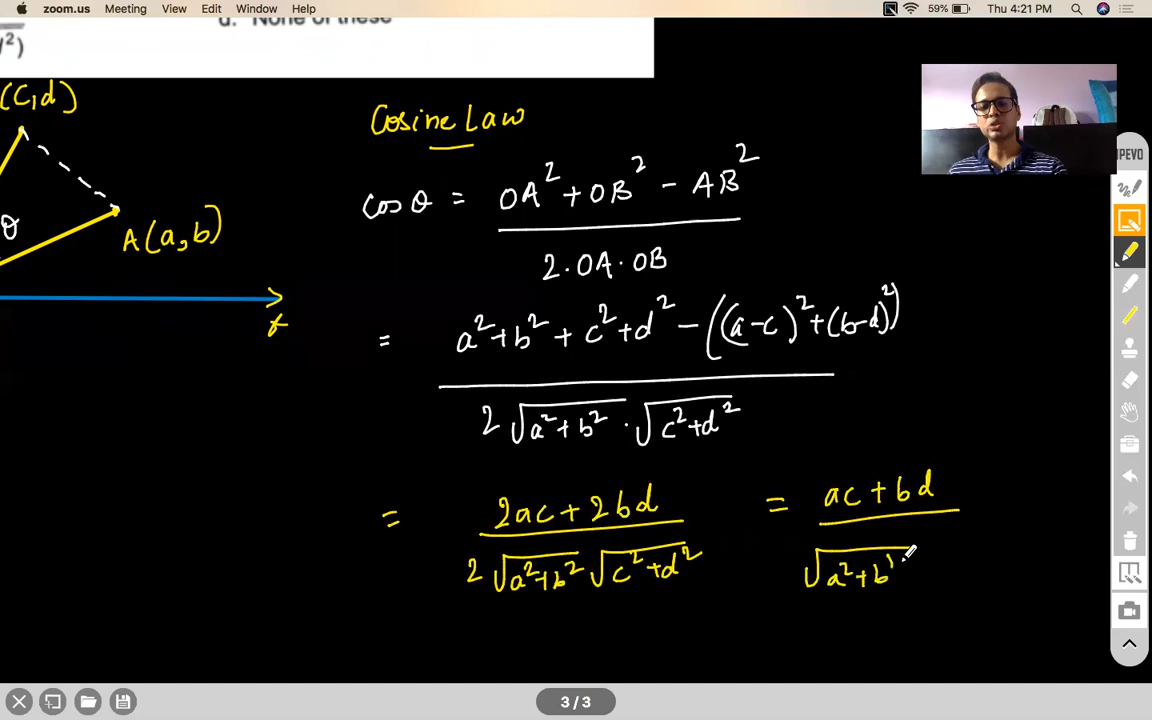 zoom.us Meeting View Edit Window Help 59% Thu 4:21 PM
d. None of these
(C,d)
Cosine Law
cos θ = OA² + OB² - AB²
2·OA·OB
θ
A(a,b)
= a²+b² + c²+d² - ((a-c)²+(b-d)²)
2√a²+b² · √c²+d²
= 2ac + 2bd = ac + bd
2√a²+b² √c²+d² √a²+b
3/3